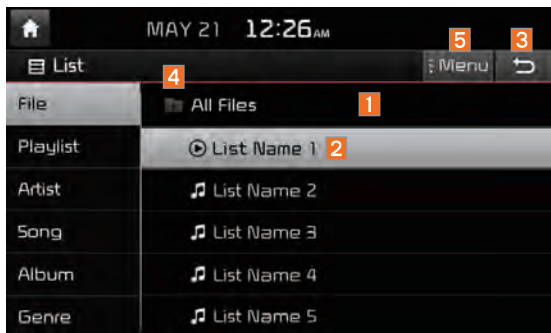 MAY 21 12:26AM
5 3
List Menu
4
File All Files 1
Playlist List Name 1 2
Artist List Name 2
Song List Name 3
Album List Name 4
Genre List Name 5